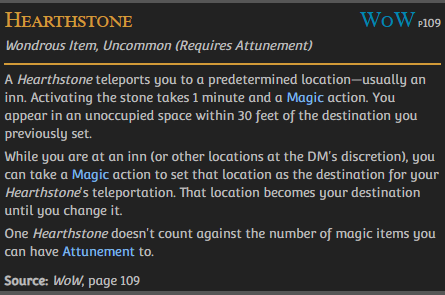 Hearthstone WoW p109
Wondrous Item, Uncommon (Requires Attunement)
A Hearthstone teleports you to a predetermined location—usually an
inn. Activating the stone takes 1 minute and a Magic action. You
appear in an unoccupied space within 30 feet of the destination you
previously set.
While you are at an inn (or other locations at the DM's discretion), you
can take a Magic action to set that location as the destination for your
Hearthstone's teleportation. That location becomes your destination
until you change it.
One Hearthstone doesn't count against the number of magic items you
can have Attunement to.
Source: WoW, page 109